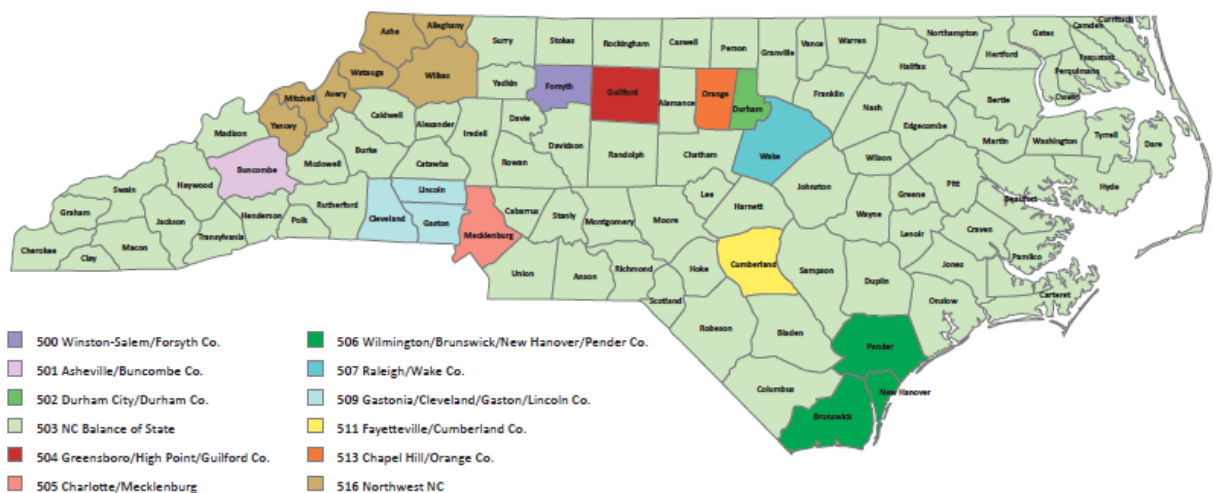 Ashe
Alleghany
Surry
Stokes
Rockingham
Caswell
Person
Granville
Vance
Warren
Northampton
Gates
Camden
Currituck
Halifax
Hertford
Pasquotank
Perquimans
Watauga
Wilkes
Yadkin
Forsyth
Guilford
Alamance
Orange
Durham
Franklin
Nash
Bertie
Mitchell
Avery
Yancey
Caldwell
Alexander
Iredell
Davie
Davidson
Edgecombe
Martin
Washington
Tyrrell
Dare
Madison
Buncombe
McDowell
Burke
Catawba
Rowan
Randolph
Chatham
Wake
Wilson
Swain
Haywood
Lincoln
Johnston
Greene
Pitt
Hyde
Beaufort
Graham
Jackson
Henderson
Polk
Rutherford
Cleveland
Gaston
Cabarrus
Stanly
Montgomery
Moore
Lee
Harnett
Wayne
Lenoir
Craven
Cherokee
Clay
Macon
Transylvania
Mecklenburg
Union
Anson
Richmond
Hoke
Cumberland
Sampson
Duplin
Jones
Pamlico
Scotland
Onslow
Carteret
Robeson
Bladen
Pender
Columbus
Brunswick
New Hanover
500 Winston-Salem/Forsyth Co.
501 Asheville/Buncombe Co.
502 Durham City/Durham Co.
503 NC Balance of State
504 Greensboro/High Point/Guilford Co.
505 Charlotte/Mecklenburg
506 Wilmington/Brunswick/New Hanover/Pender Co.
507 Raleigh/Wake Co.
509 Gastonia/Cleveland/Gaston/Lincoln Co.
511 Fayetteville/Cumberland Co.
513 Chapel Hill/Orange Co.
516 Northwest NC